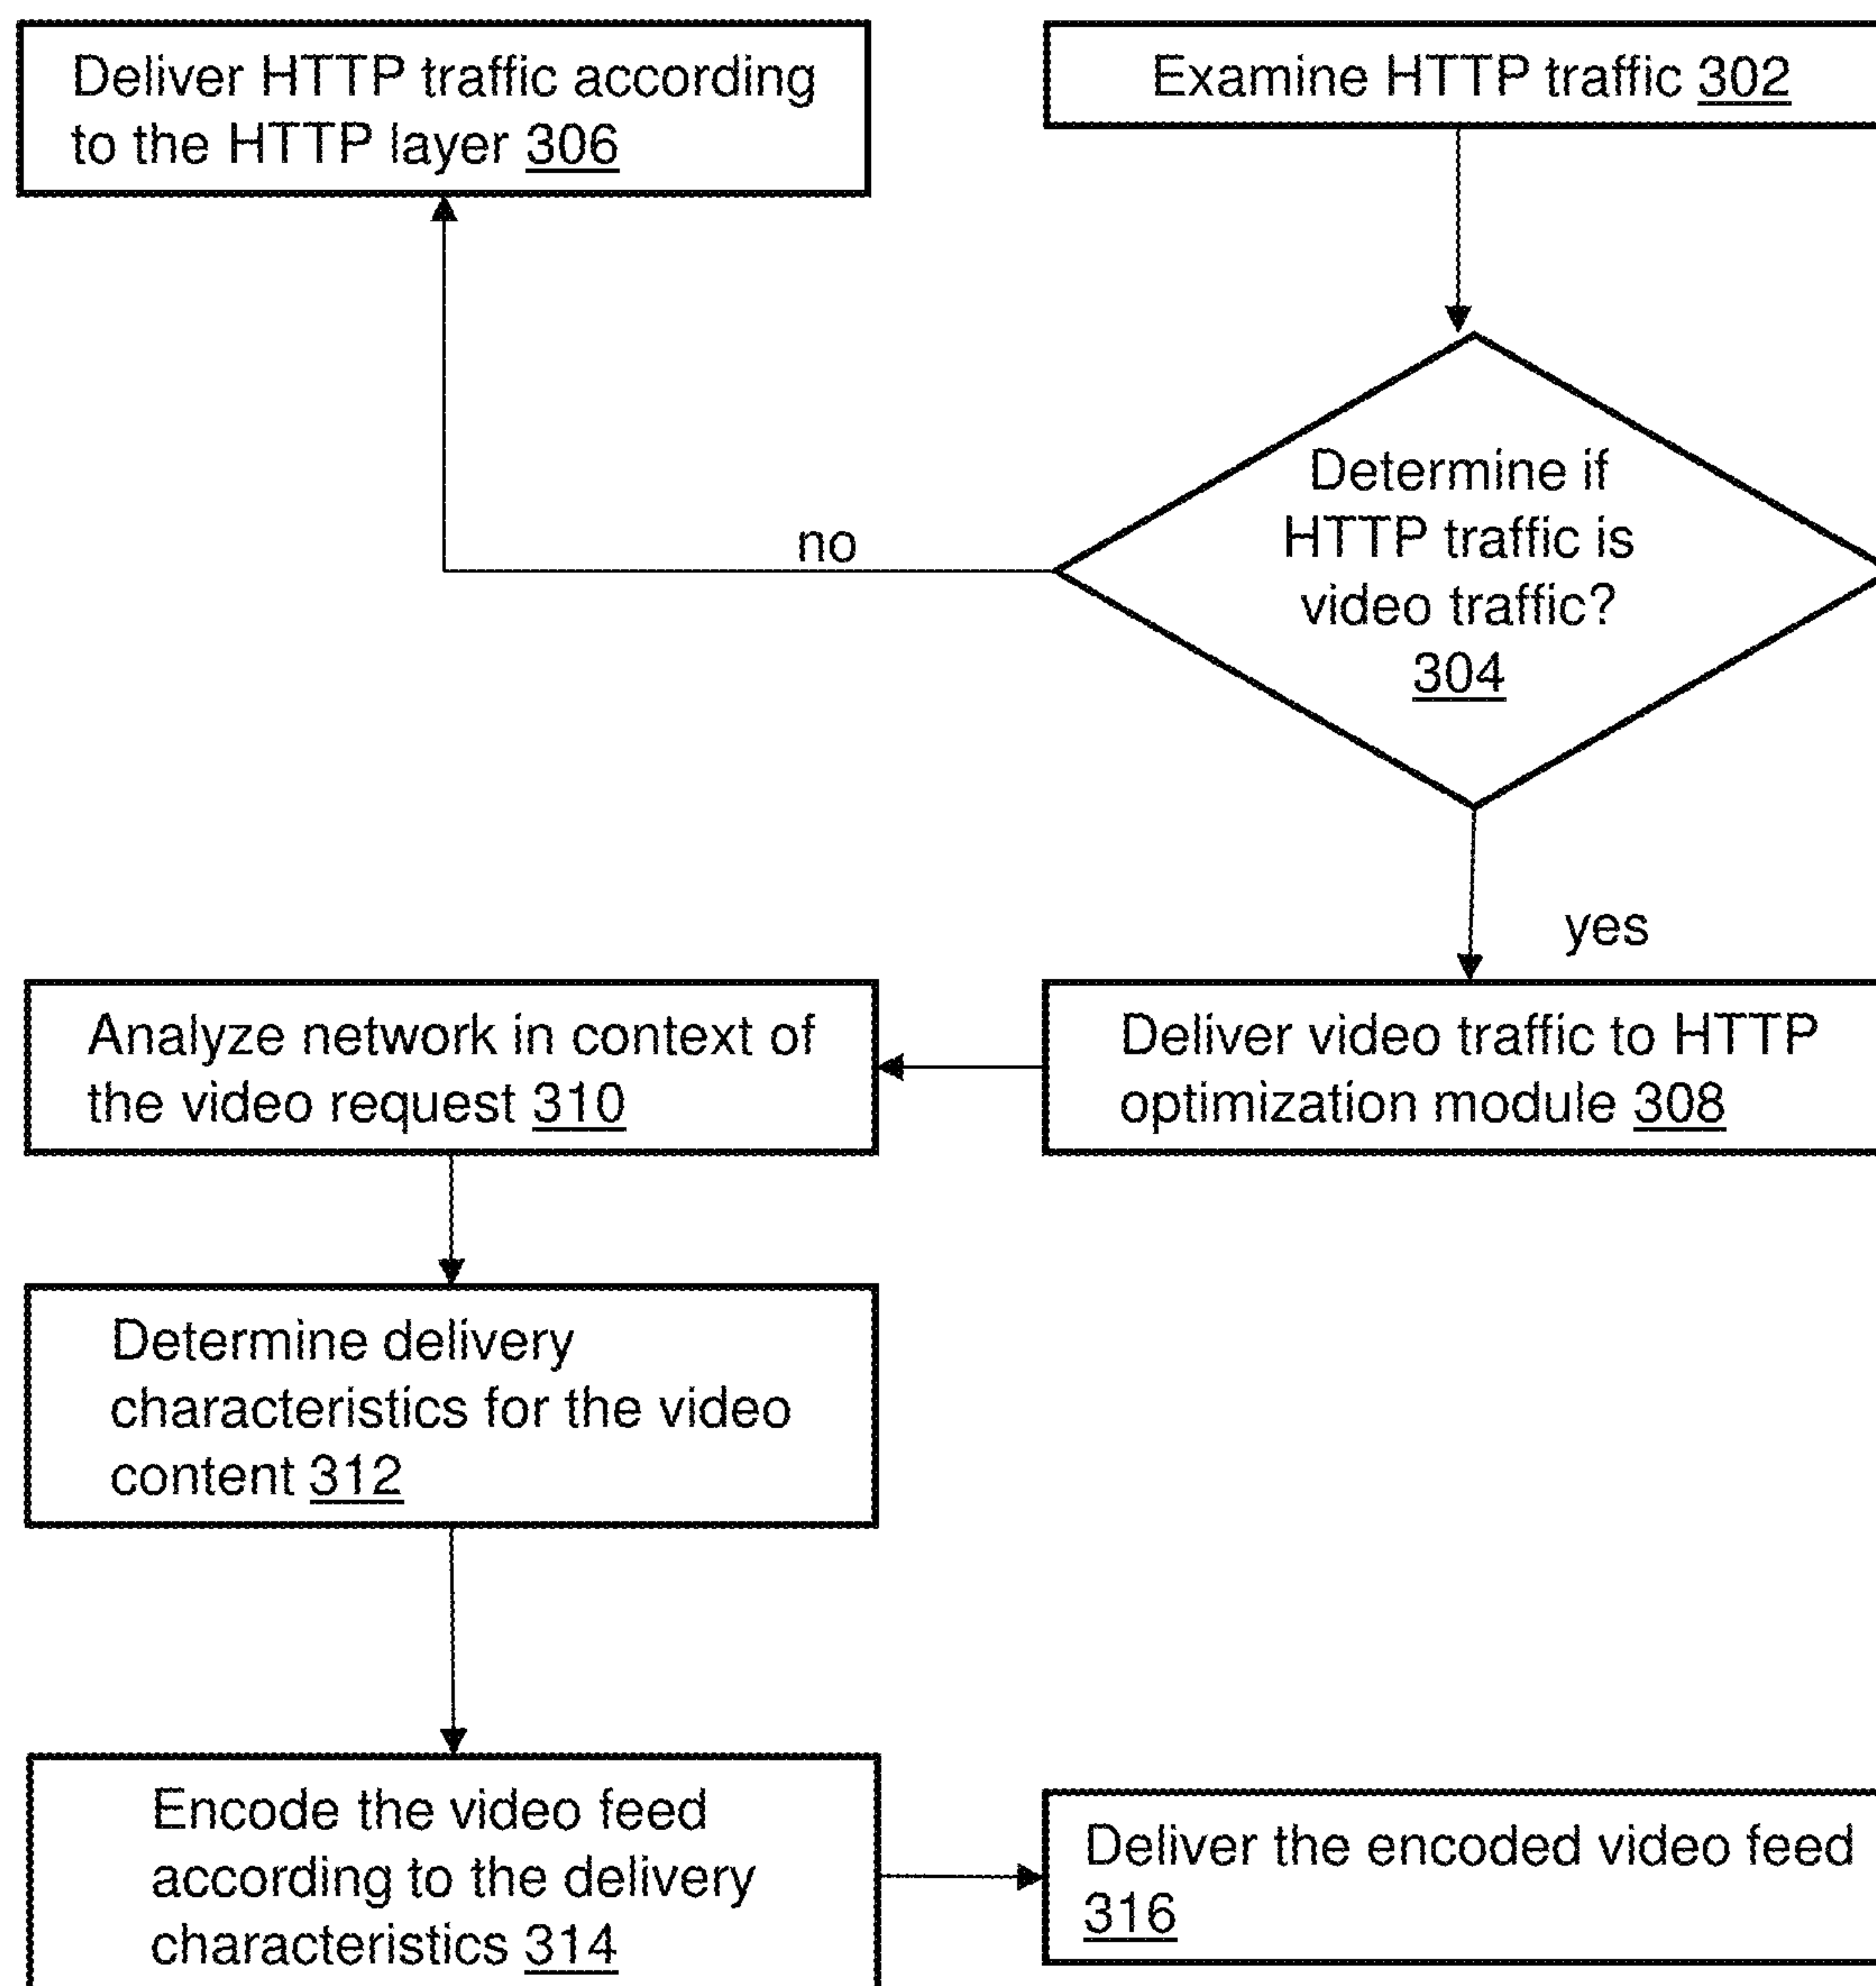 Deliver HTTP traffic according
to the HTTP layer 306
Examine HTTP traffic 302
Determine if
HTTP traffic is
video traffic?
304
no
yes
Deliver video traffic to HTTP
optimization module 308
Analyze network in context of
the video request 310
Determine delivery
characteristics for the video
content 312
Encode the video feed
according to the delivery
characteristics 314
Deliver the encoded video feed
316